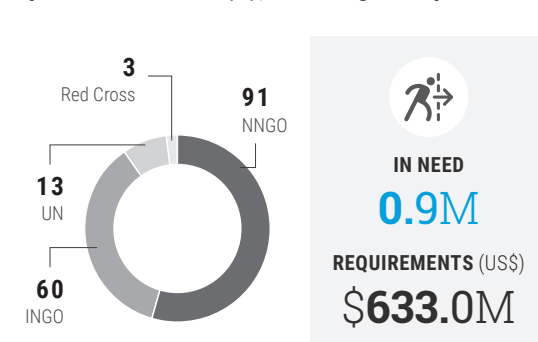 3
Red Cross
91
NNGO
13
UN
60
INGO
IN NEED
0.9M
REQUIREMENTS (US$)
$633.0M